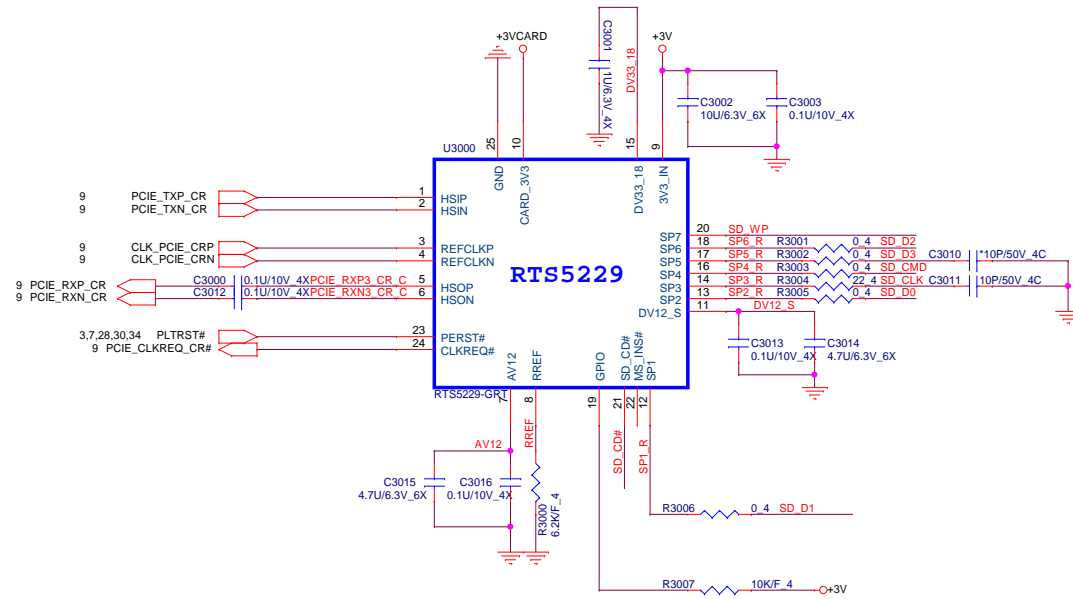 +3VCARD
+3V
C3001
1U/6.3V_4X
DV33_18
C3002
10U/6.3V_6X
C3003
0.1U/10V_4X
U3000
25
10
15
9
GND
CARD_3V3
DV33_18
3V3_IN
9 PCIE_TXP_CR 1 HSIP
9 PCIE_TXN_CR 2 HSIN
9 CLK_PCIE_CRP 3 REFCLKP
9 CLK_PCIE_CRN 4 REFCLKN
9 PCIE_RXP_CR C3000 0.1U/10V_4X PCIE_RXP3_CR_C 5 HSOP
9 PCIE_RXN_CR C3012 0.1U/10V_4X PCIE_RXN3_CR_C 6 HSON
3,7,28,30,34 PLTRST# 23 PERST#
9 PCIE_CLKREQ_CR# 24 CLKREQ#
RTS5229
SP7 20 SD_WP
SP6 18 SP6_R R3001 0_4 SD_D2
SP5 17 SP5_R R3002 0_4 SD_D3 C3010 *10P/50V_4C
SP4 16 SP4_R R3003 0_4 SD_CMD
SP3 14 SP3_R R3004 22_4 SD_CLK C3011 10P/50V_4C
SP2 13 SP2_R R3005 0_4 SD_D0
DV12_S 11 DV12_S
C3013
0.1U/10V_4X
C3014
4.7U/6.3V_6X
AV12
RREF
GPIO
SD_CD#
MS_INS#
SP1
RTS5229-GRT
7
8
19
21
22
12
AV12
RREF
SD_CD#
SP1_R
C3015
4.7U/6.3V_6X
C3016
0.1U/10V_4X
R3000
6.2K/F_4
R3006 0_4 SD_D1
R3007 10K/F_4 +3V